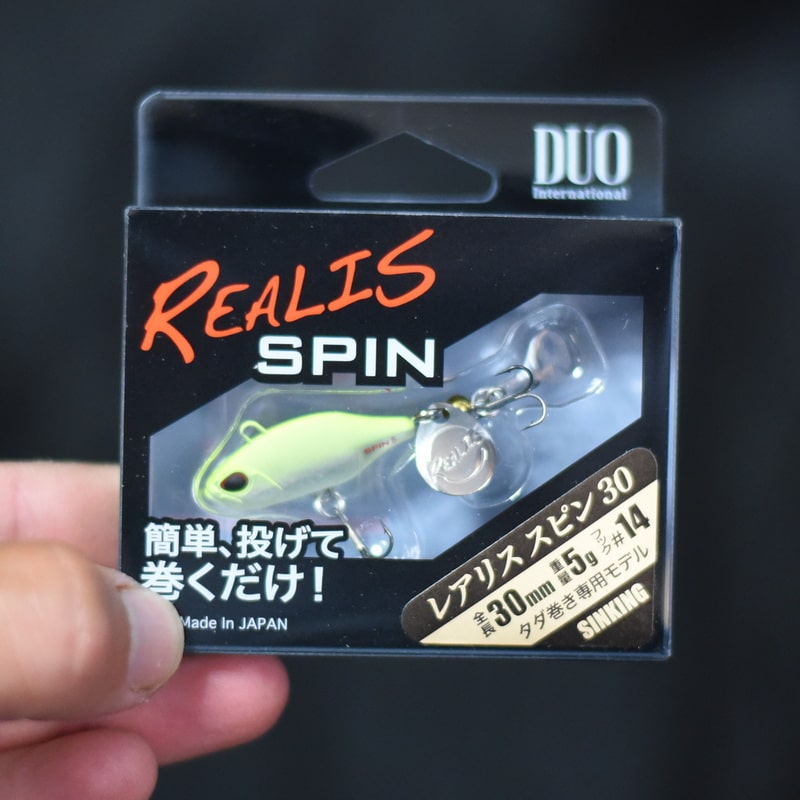 DUO
International
REALIS
SPIN
SPIN 5
REALIS
簡単、投げて
巻くだけ！
Made In JAPAN
レアリス スピン 30
全長30mm 重量5g フック#14
タダ巻き専用モデル
SINKING